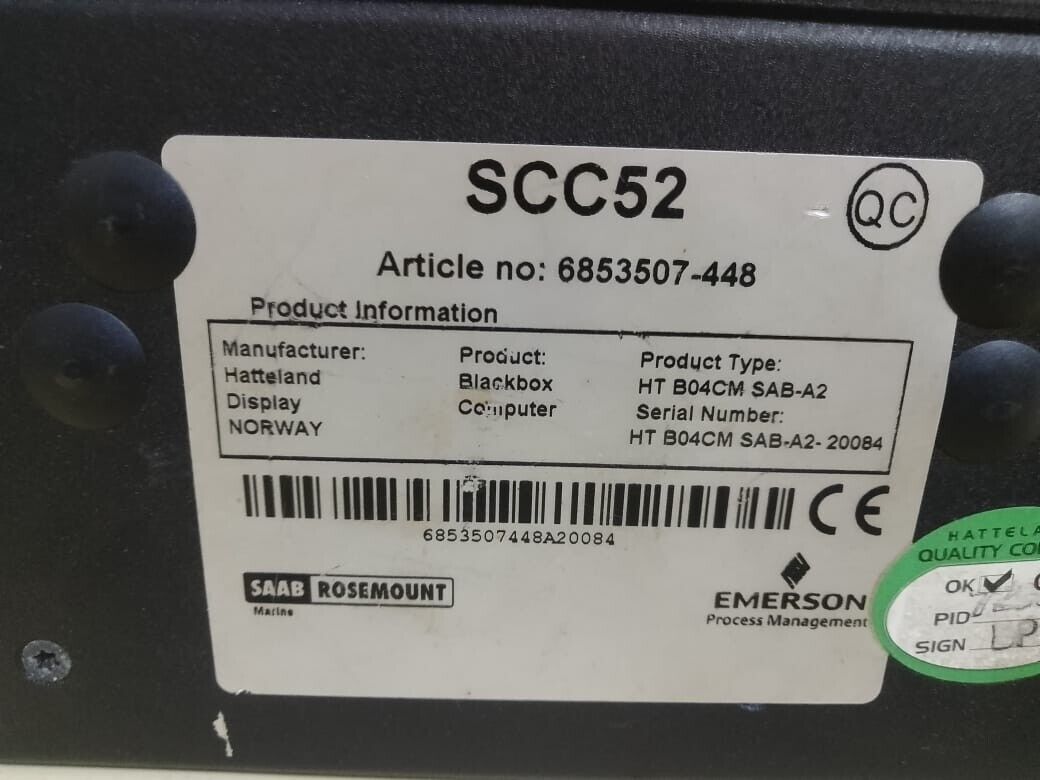 SCC52
QC
Article no: 6853507-448
Product Information
Manufacturer:
Hatteland
Display
NORWAY
Product:
Blackbox
Computer
Product Type:
HT B04CM SAB-A2
Serial Number:
HT B04CM SAB-A2- 20084
CE
6853507448A20084
SAAB ROSEMOUNT
Marine
EMERSON
Process Management
QUALITY
OK
PID
SIGN LP